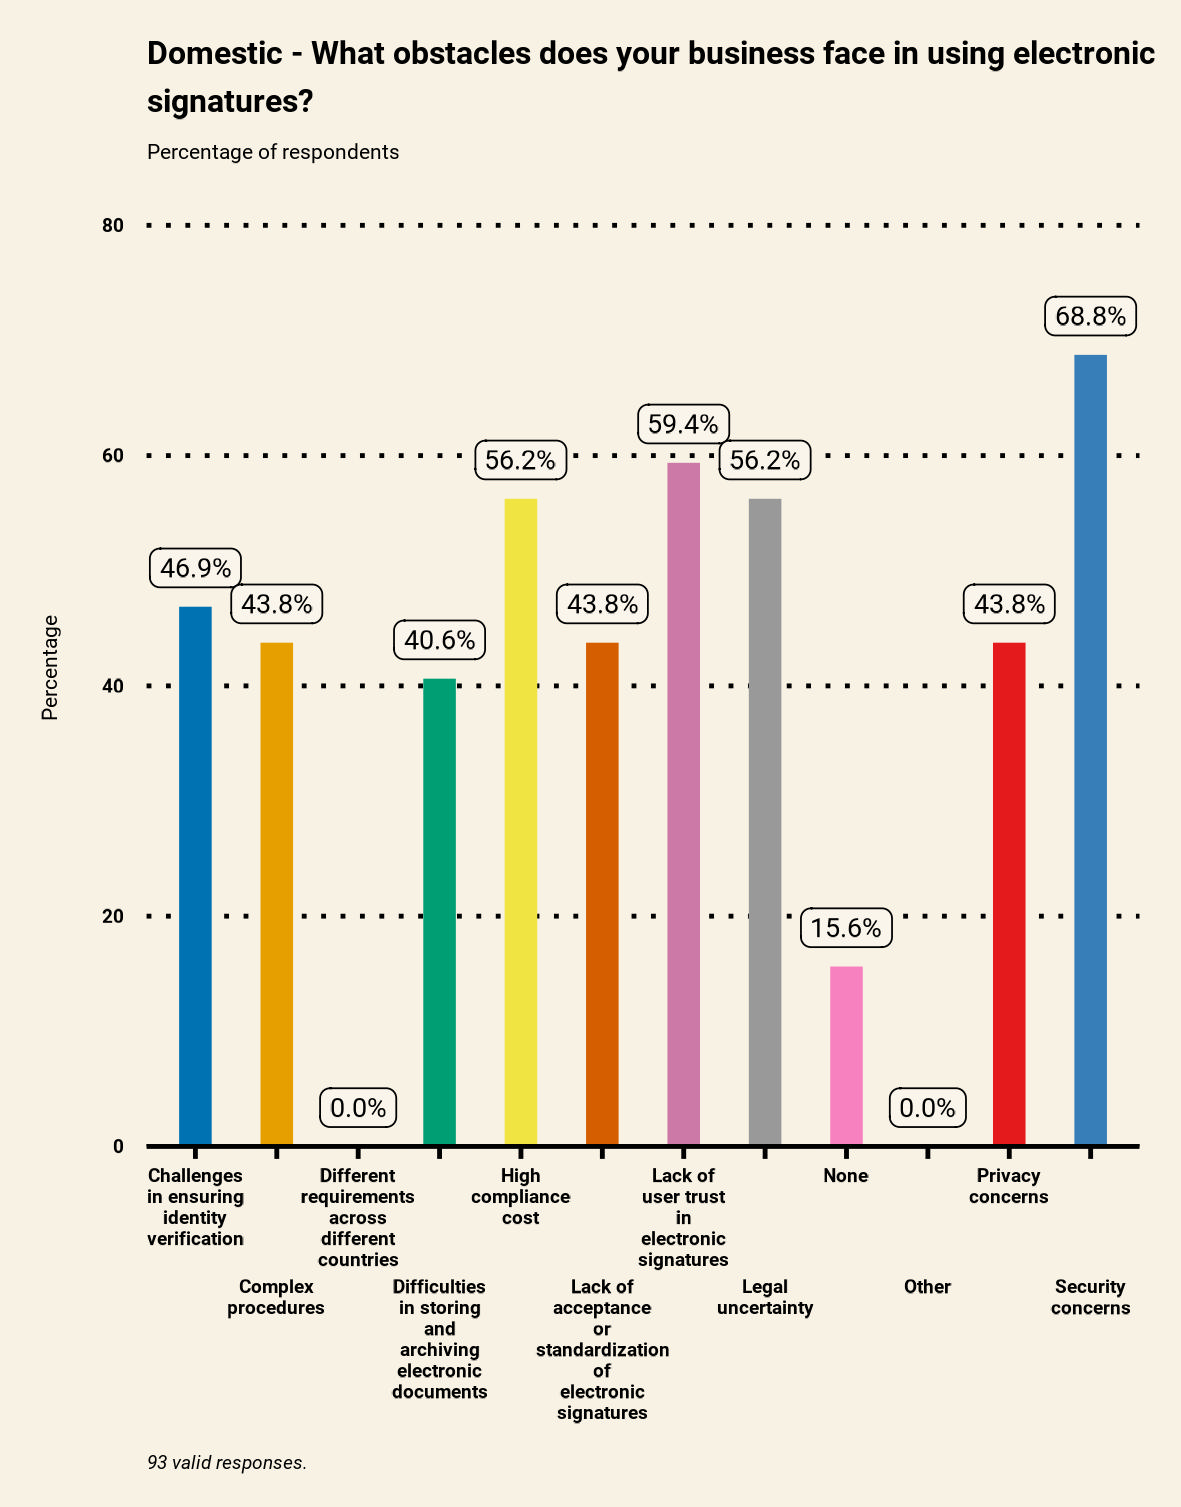 Domestic - What obstacles does your business face in using electronic
signatures?
Percentage of respondents
80
68.8%
59.4%
60
56.2%
56.2%
46.9%
43.8%
43.8%
43.8%
40.6%
Percentage
40
20
15.6%
0.0%
0.0%
0
Challenges
in ensuring
identity
verification
Complex
procedures
Different
requirements
across
different
countries
Difficulties
in storing
and
archiving
electronic
documents
High
compliance
cost
Lack of
acceptance
or
standardization
of
electronic
signatures
Lack of
user trust
in
electronic
signatures
Legal
uncertainty
None
Other
Privacy
concerns
Security
concerns
93 valid responses.